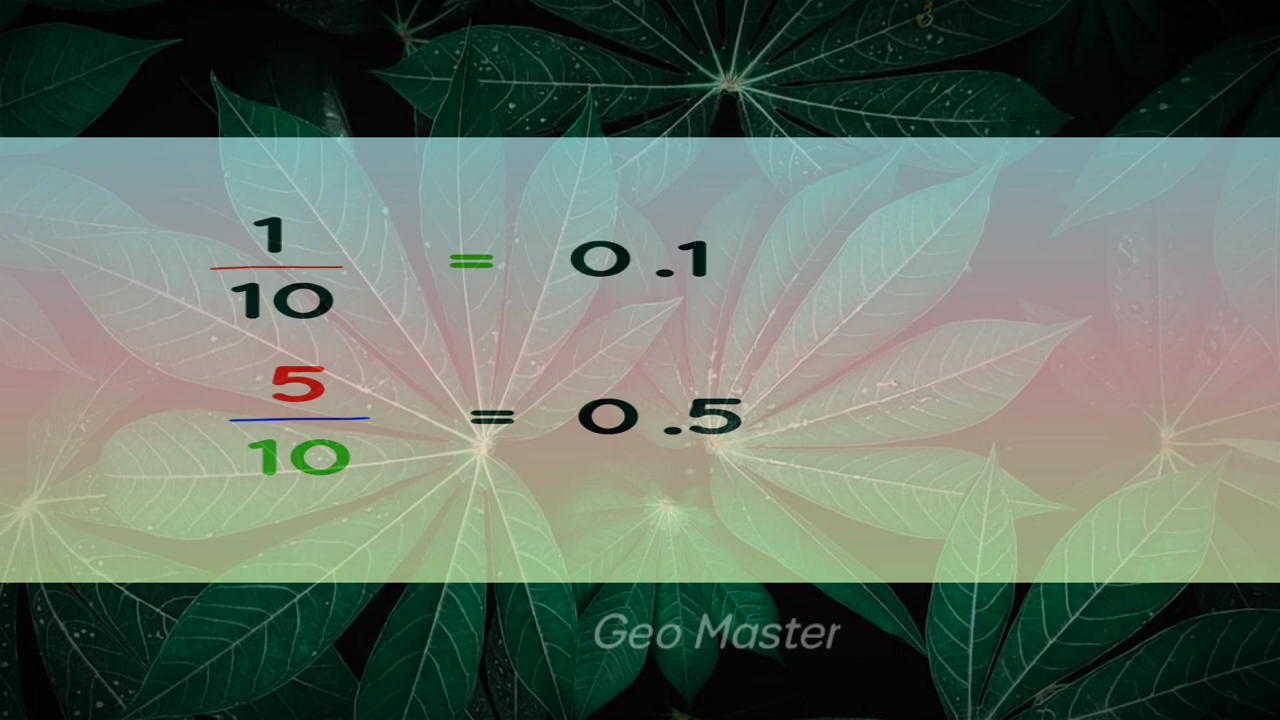 1/10 = 0.1
5/10 = 0.5
Geo Master